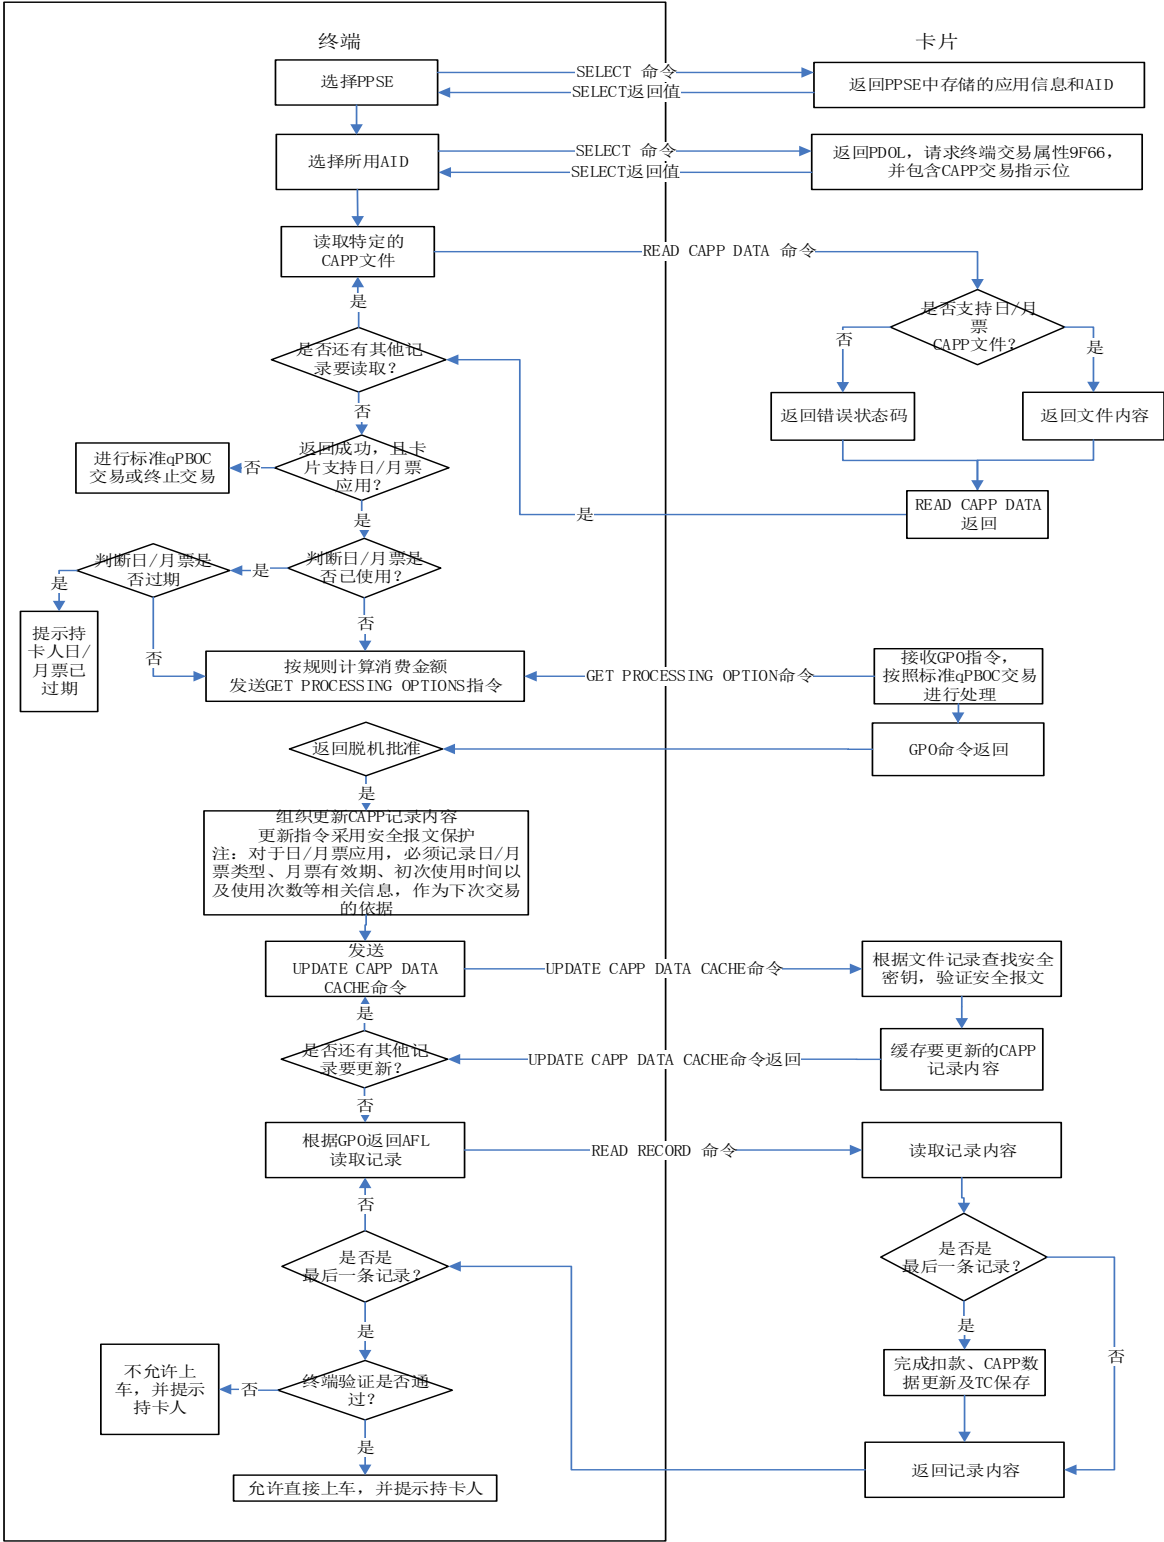 终端
卡片
选择PPSE
SELECT 命令
SELECT返回值
返回PPSE中存储的应用信息和AID
选择所用AID
SELECT 命令
SELECT返回值
返回PDOL，请求终端交易属性9F66，
并包含CAPP交易指示位
读取特定的
CAPP文件
READ CAPP DATA 命令
是
是否支持日/月
票
CAPP文件？
否
是
是否还有其他记
录要读取？
返回错误状态码
返回文件内容
否
返回成功，且卡
片支持日/月票
应用？
否
进行标准qPBOC
交易或终止交易
READ CAPP DATA
返回
是
是
判断日/月票是
否已使用？
是
判断日/月票是
否过期
是
否
否
提示持
卡人日/
月票已
过期
按规则计算消费金额
发送GET PROCESSING OPTIONS指令
GET PROCESSING OPTION命令
接收GPO指令，
按照标准qPBOC交易
进行处理
返回脱机批准
GPO命令返回
是
组织更新CAPP记录内容
更新指令采用安全报文保护
注：对于日/月票应用，必须记录日/月
票类型、月票有效期、初次使用时间以
及使用次数等相关信息，作为下次交易
的依据
发送
UPDATE CAPP DATA
CACHE命令
UPDATE CAPP DATA CACHE命令
根据文件记录查找安全
密钥，验证安全报文
是
是否还有其他记
录要更新？
UPDATE CAPP DATA CACHE命令返回
缓存要更新的CAPP
记录内容
否
根据GPO返回AFL
读取记录
READ RECORD 命令
读取记录内容
否
是否是
最后一条记录？
是否是
最后一条记录？
是
是
否
不允许上
车，并提示
持卡人
否
终端验证是否通
过？
完成扣款、CAPP数
据更新及TC保存
是
返回记录内容
允许直接上车，并提示持卡人